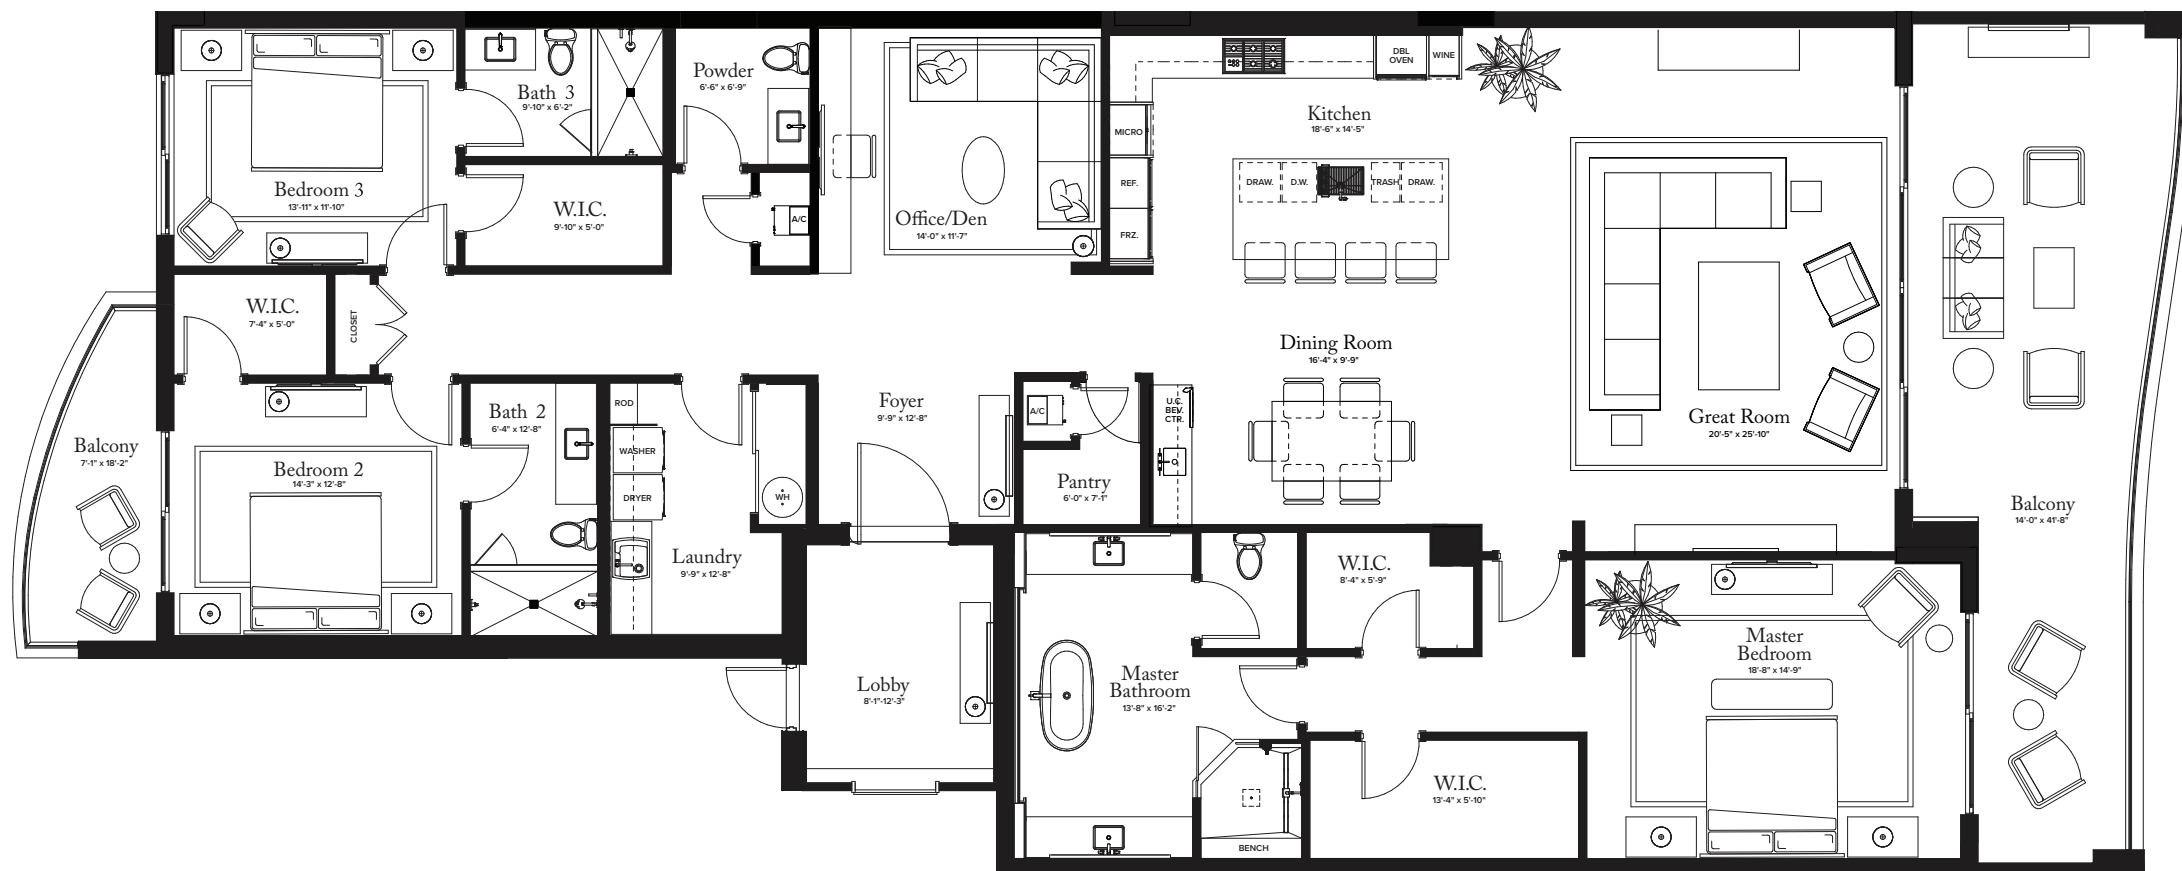 Bedroom 3
13'-11" x 11'-10"
Bath 3
9'-10" x 6'-2"
W.I.C.
9'-10" x 5'-0"
Powder
6'-6" x 6'-9"
A/C
Office/Den
14'-0" x 11'-7"
Kitchen
18'-6" x 14'-5"
DBL
OVEN
WINE
MICRO
REF.
FRZ.
DRAW.
D.W.
TRASH
DRAW.
W.I.C.
7'-4" x 5'-0"
CLOSET
Balcony
7'-1" x 18'-2"
Bedroom 2
14'-3" x 12'-8"
Bath 2
6'-4" x 12'-8"
ROD
WASHER
DRYER
WH
Laundry
9'-9" x 12'-8"
Foyer
9'-9" x 12'-8"
A/C
Pantry
6'-0" x 7'-1"
U.C.
BEV.
CTR.
Dining Room
16'-4" x 9'-9"
Great Room
20'-5" x 25'-10"
Balcony
14'-0" x 41'-8"
Lobby
8'-1"-12'-3"
Master
Bathroom
13'-8" x 16'-2"
BENCH
W.I.C.
8'-4" x 5'-9"
W.I.C.
13'-4" x 5'-10"
Master
Bedroom
18'-8" x 14'-9"